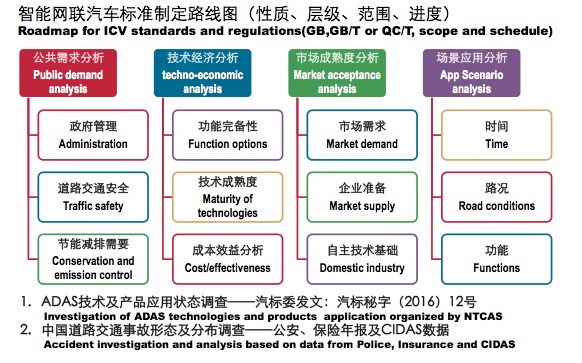 智能网联汽车标准制定路线图（性质、层级、范围、进度）
Roadmap for ICV standards and regulations(GB,GB/T or QC/T, scope and schedule)
公共需求分析
Public demand
analysis
政府管理
Administration
道路交通安全
Traffic safety
节能减排需要
Conservation and
emission control
技术经济分析
techno-economic
analysis
功能完备性
Function options
技术成熟度
Maturity of
technologies
成本效益分析
Cost/effectiveness
市场成熟度分析
Market acceptance
analysis
市场需求
Market demand
企业准备
Market supply
自主技术基础
Domestic industry
场景应用分析
App Scenario
analysis
时间
Time
路况
Road conditions
功能
Functions
1. ADAS技术及产品应用状态调查——汽标委发文：汽标秘字（2016）12号
Investigation of ADAS technologies and products application organized by NTCAS
2. 中国道路交通事故形态及分布调查——公安、保险年报及CIDAS数据
Accident investigation and analysis based on data from Police, Insurance and CIDAS